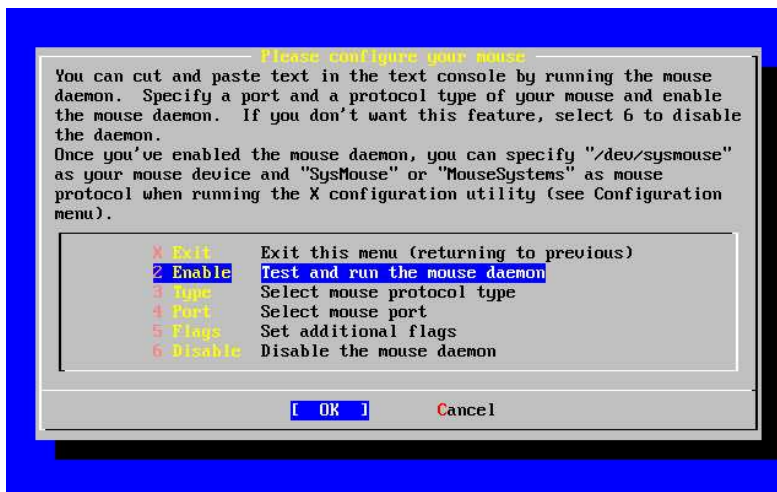 Please configure your mouse
You can cut and paste text in the text console by running the mouse
daemon.  Specify a port and a protocol type of your mouse and enable
the mouse daemon.  If you don't want this feature, select 6 to disable
the daemon.
Once you've enabled the mouse daemon, you can specify "/dev/sysmouse"
as your mouse device and "SysMouse" or "MouseSystems" as mouse
protocol when running the X configuration utility (see Configuration
menu).
X Exit Exit this menu (returning to previous)
2 Enable Test and run the mouse daemon
3 Type Select mouse protocol type
4 Port Select mouse port
5 Flags Set additional flags
6 Disable Disable the mouse daemon
[ OK ] Cancel